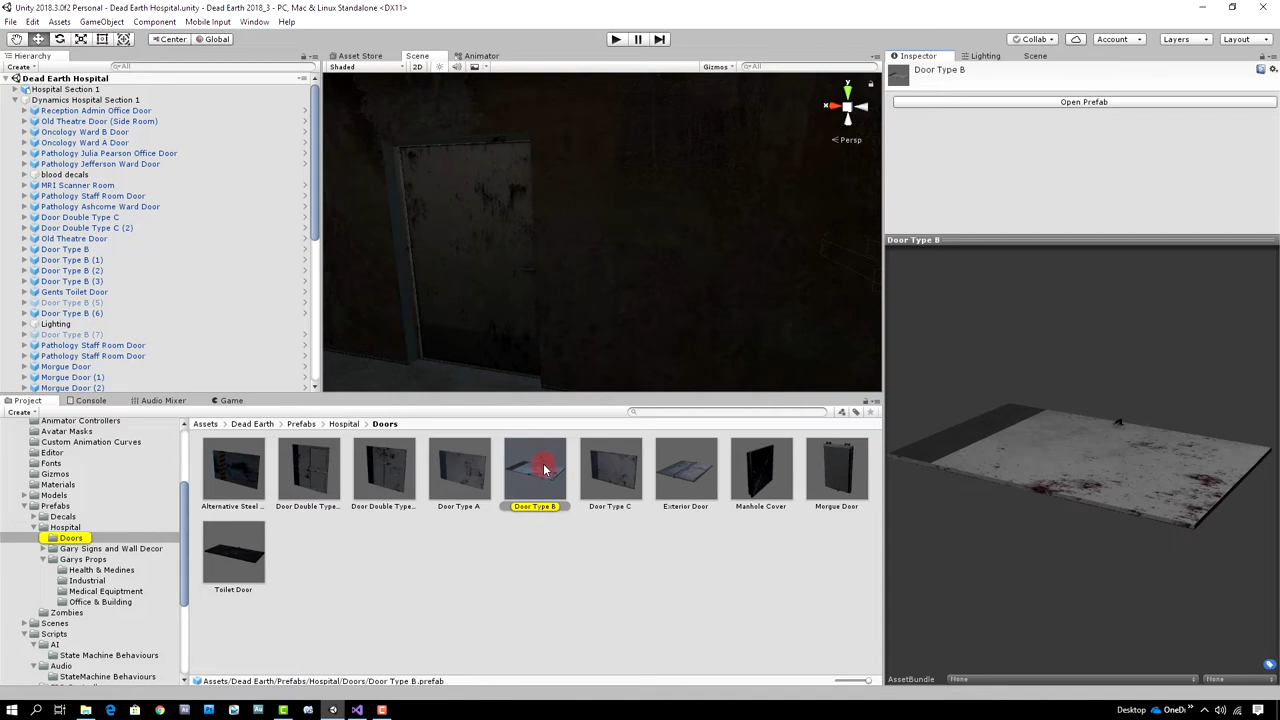 Unity 2018.3.0f2 Personal - Dead Earth Hospital.unity - Dead Earth 2018_3 - PC, Mac & Linux Standalone <DX11>
File Edit Assets GameObject Component Mobile Input Window Help
Center Global Collab Account Layers Layout
Hierarchy
Create All
Dead Earth Hospital
Hospital Section 1
Dynamics Hospital Section 1
Reception Admin Office Door
Old Theatre Door (Side Room)
Oncology Ward B Door
Oncology Ward A Door
Pathology Julia Pearson Office Door
Pathology Jefferson Ward Door
blood decals
MRI Scanner Room
Pathology Staff Room Door
Pathology Ashcome Ward Door
Door Double Type C
Door Double Type C (2)
Old Theatre Door
Door Type B
Door Type B (1)
Door Type B (2)
Door Type B (3)
Gents Toilet Door
Door Type B (5)
Door Type B (6)
Lighting
Door Type B (7)
Pathology Staff Room Door
Pathology Staff Room Door
Morgue Door
Morgue Door (1)
Morgue Door (2)
Asset Store Scene Animator
Shaded 2D Gizmos All
y
x
Persp
Inspector Lighting Scene
Door Type B
Open Prefab
Door Type B
AssetBundle None None
Project Console Audio Mixer Game
Create
Animator Controllers
Avatar Masks
Custom Animation Curves
Editor
Fonts
Gizmos
Materials
Models
Prefabs
Decals
Hospital
Doors
Gary Signs and Wall Decor
Garys Props
Health & Medines
Industrial
Medical Equiptment
Office & Building
Zombies
Scenes
Scripts
AI
State Machine Behaviours
Audio
StateMachine Behaviours
Assets Dead Earth Prefabs Hospital Doors
Alternative Steel ... Door Double Type... Door Double Type... Door Type A Door Type B Door Type C Exterior Door Manhole Cover Morgue Door
Toilet Door
Assets/Dead Earth/Prefabs/Hospital/Doors/Door Type B.prefab
Desktop OneDr